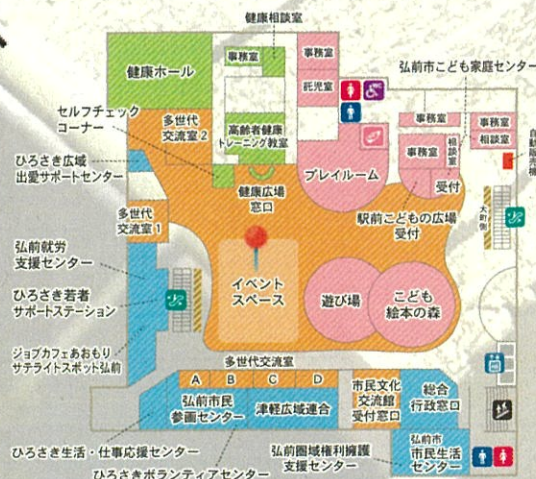 健康相談室
事務室
事務室
健康ホール
託児室
弘前市こども家庭センター
セルフチェック
コーナー
多世代
交流室2
高齢者健康
トレーニング教室
事務室
事務室
相談室
事務室
相談室
受付
自動販売機
ひろさき広域
出愛サポートセンター
健康広場
窓口
プレイルーム
駅前こどもの広場
受付
大町側
多世代
交流室1
弘前就労
支援センター
イベント
スペース
遊び場
こども
絵本の森
ひろさき若者
サポートステーション
ジョブカフェあおもり
サテライトスポット弘前
多世代交流室
A B C D
弘前市民
参画センター
津軽広域連合
市民文化
交流館
受付窓口
総合
行政窓口
ひろさき生活・仕事応援センター
ひろさきボランティアセンター
弘前圏域権利擁護
支援センター
弘前市
市民生活
センター